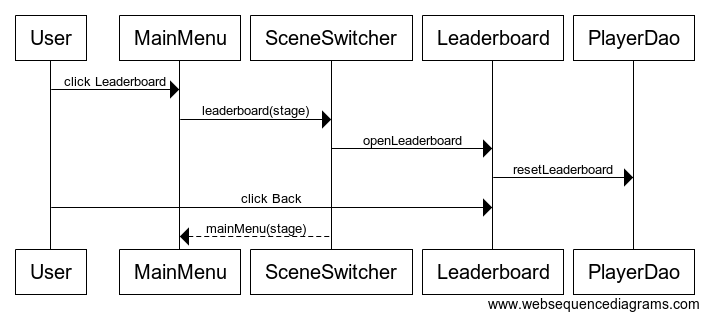 User MainMenu SceneSwitcher Leaderboard PlayerDao
click Leaderboard
leaderboard(stage)
openLeaderboard
resetLeaderboard
click Back
mainMenu(stage)
User MainMenu SceneSwitcher Leaderboard PlayerDao
www.websequencediagrams.com